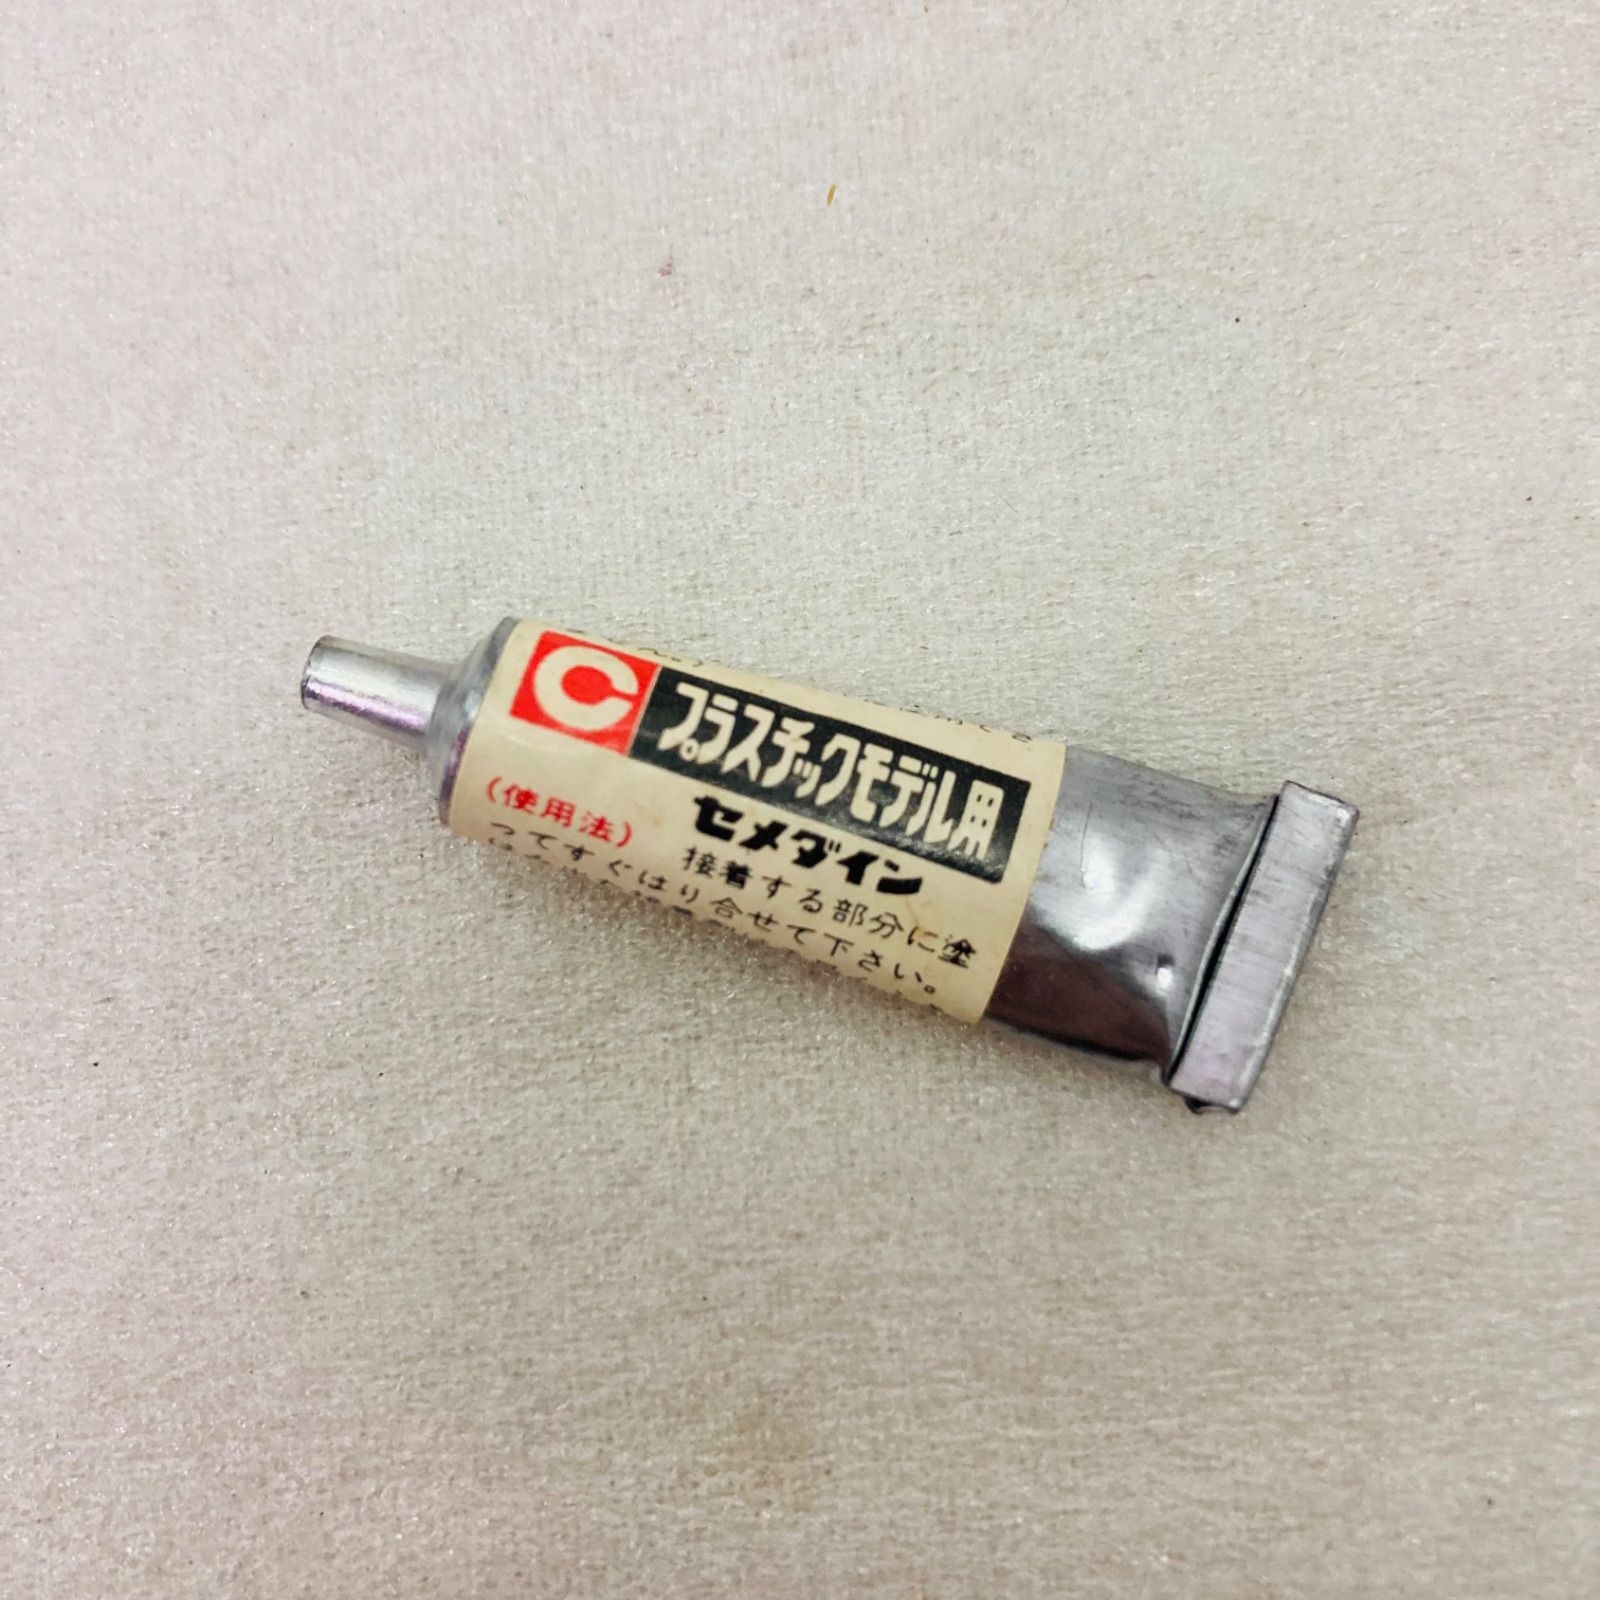 C プラスチックモデル用
セメダイン
(使用法) 接着する部分に塗
ってすぐはり合せて下さい。